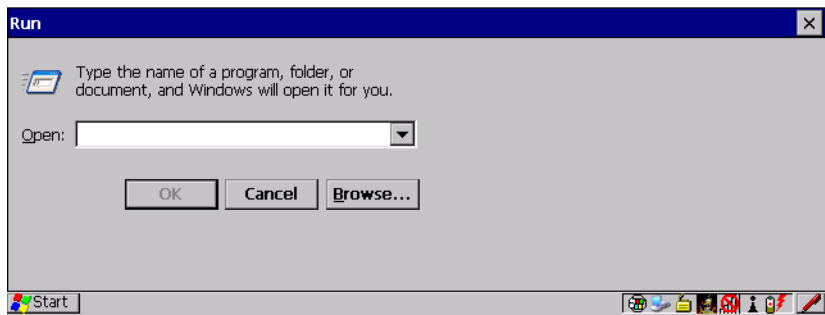 Run
Type the name of a program, folder, or
document, and Windows will open it for you.
Open:
OK Cancel Browse...
Start